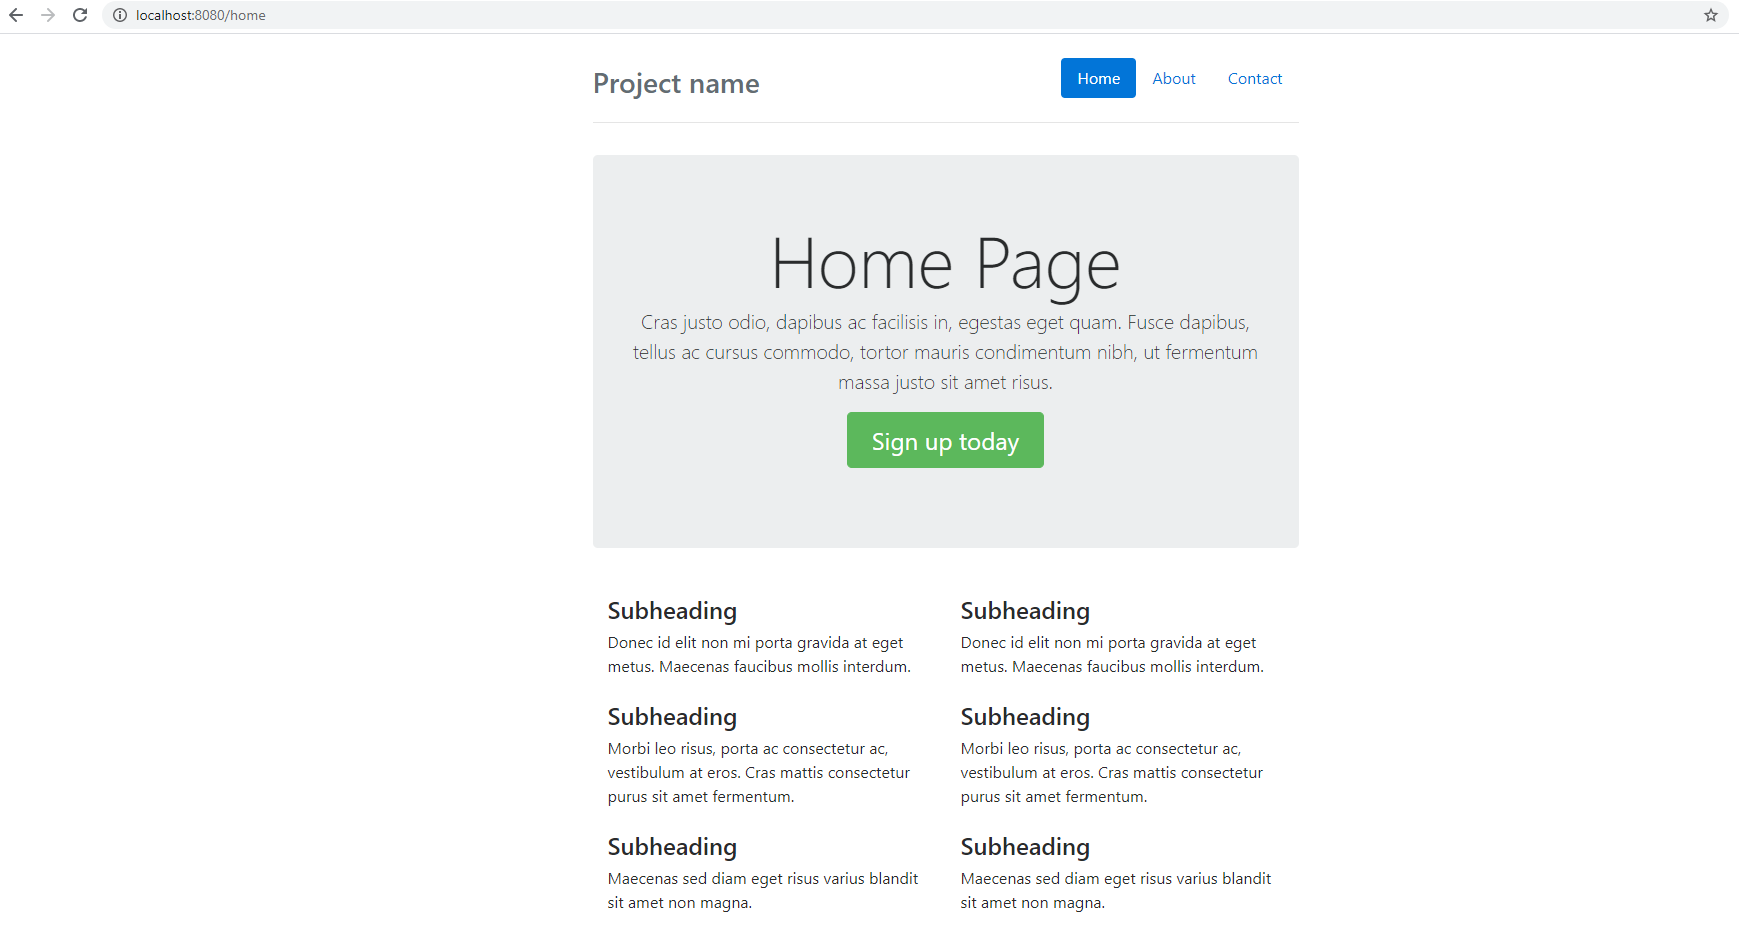 localhost:8080/home
Project name
Home About Contact
Home Page
Cras justo odio, dapibus ac facilisis in, egestas eget quam. Fusce dapibus,
tellus ac cursus commodo, tortor mauris condimentum nibh, ut fermentum
massa justo sit amet risus.
Sign up today
Subheading
Donec id elit non mi porta gravida at eget
metus. Maecenas faucibus mollis interdum.
Subheading
Morbi leo risus, porta ac consectetur ac,
vestibulum at eros. Cras mattis consectetur
purus sit amet fermentum.
Subheading
Maecenas sed diam eget risus varius blandit
sit amet non magna.
Subheading
Donec id elit non mi porta gravida at eget
metus. Maecenas faucibus mollis interdum.
Subheading
Morbi leo risus, porta ac consectetur ac,
vestibulum at eros. Cras mattis consectetur
purus sit amet fermentum.
Subheading
Maecenas sed diam eget risus varius blandit
sit amet non magna.